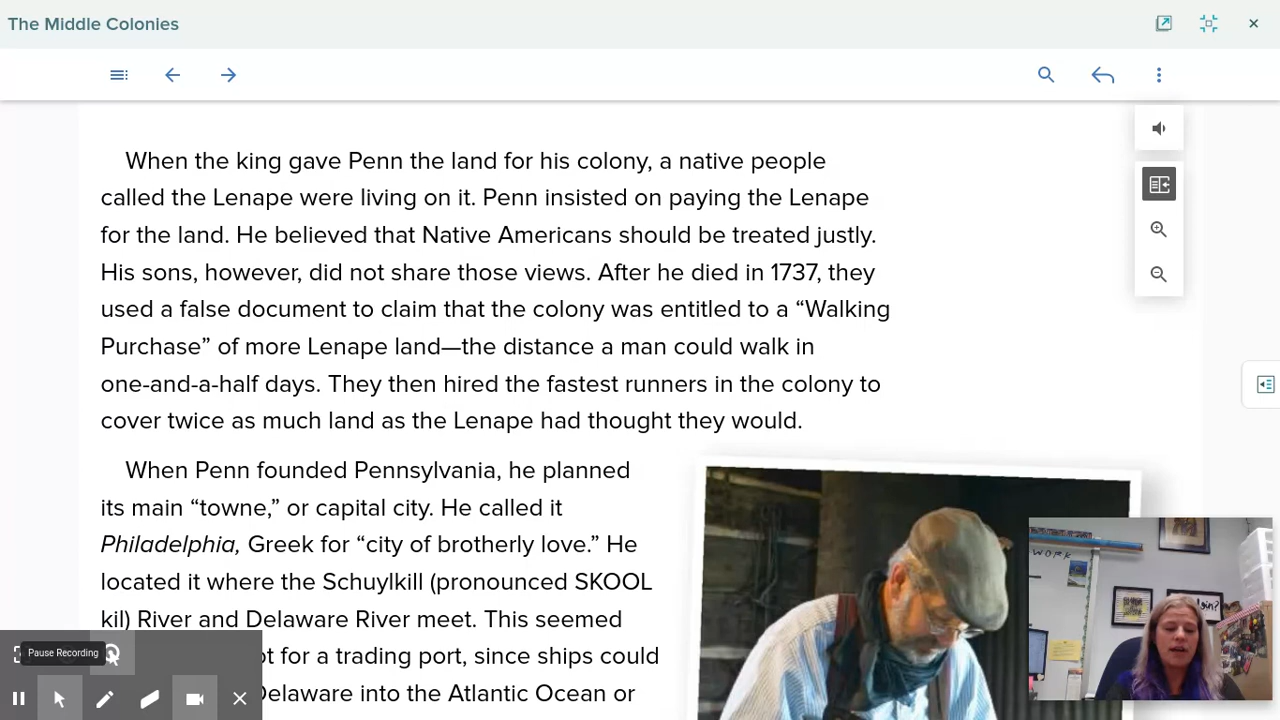 The Middle Colonies
When the king gave Penn the land for his colony, a native people
called the Lenape were living on it. Penn insisted on paying the Lenape
for the land. He believed that Native Americans should be treated justly.
His sons, however, did not share those views. After he died in 1737, they
used a false document to claim that the colony was entitled to a “Walking
Purchase” of more Lenape land—the distance a man could walk in
one-and-a-half days. They then hired the fastest runners in the colony to
cover twice as much land as the Lenape had thought they would.
When Penn founded Pennsylvania, he planned
its main “towne,” or capital city. He called it
Philadelphia, Greek for “city of brotherly love.” He
located it where the Schuylkill (pronounced SKOOL
kil) River and Delaware River meet. This seemed
for a trading port, since ships could
Delaware into the Atlantic Ocean or
Pause Recording
WORK